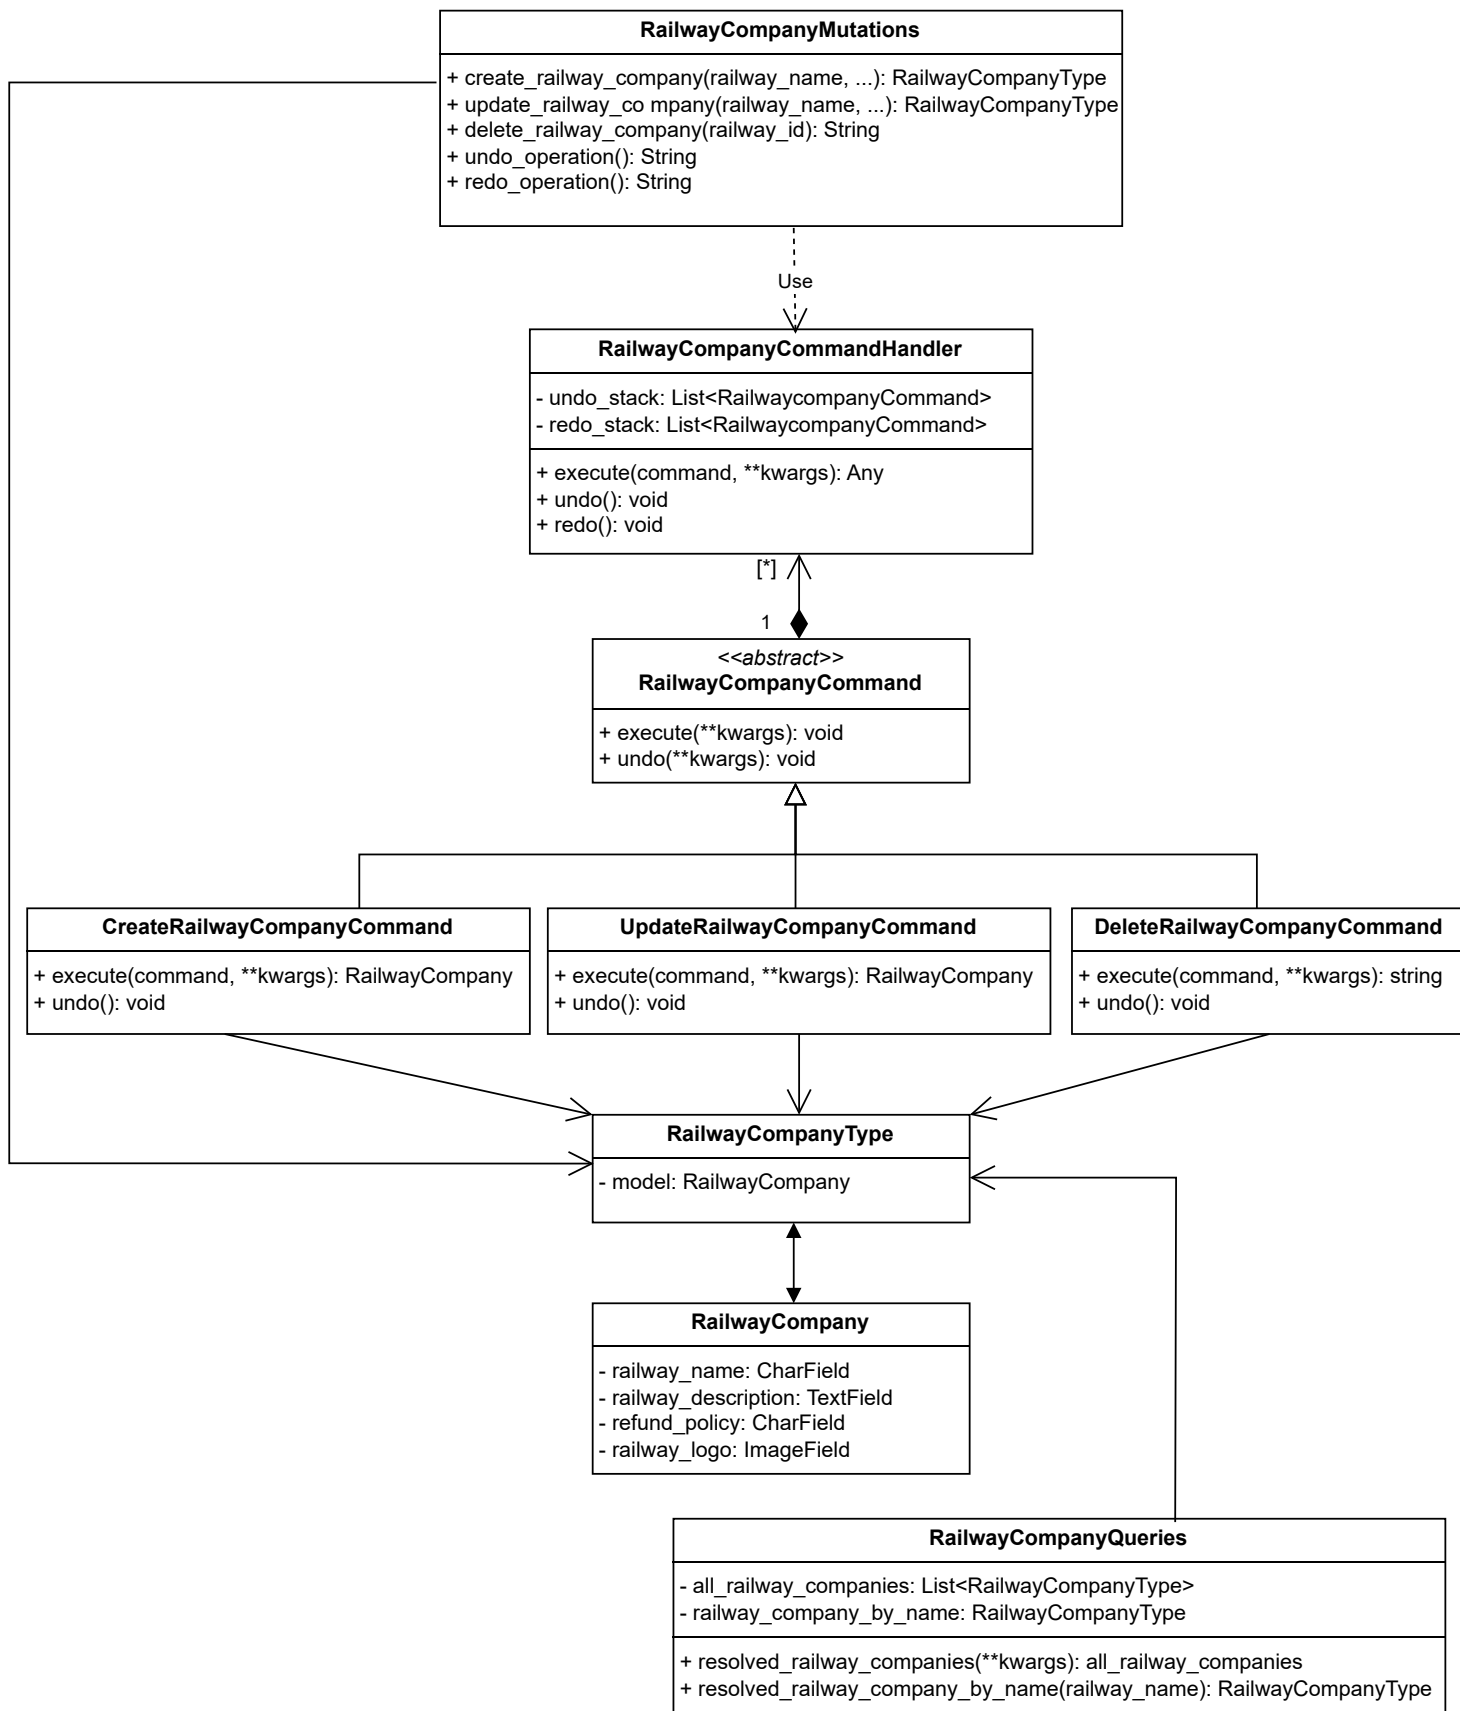 RailwayCompanyMutations
+ create_railway_company(railway_name, ...): RailwayCompanyType
+ update_railway_co mpany(railway_name, ...): RailwayCompanyType
+ delete_railway_company(railway_id): String
+ undo_operation(): String
+ redo_operation(): String
Use
RailwayCompanyCommandHandler
- undo_stack: List<RailwaycompanyCommand>
- redo_stack: List<RailwaycompanyCommand>
+ execute(command, **kwargs): Any
+ undo(): void
+ redo(): void
[*]
1
<<abstract>>
RailwayCompanyCommand
+ execute(**kwargs): void
+ undo(**kwargs): void
CreateRailwayCompanyCommand
+ execute(command, **kwargs): RailwayCompany
+ undo(): void
UpdateRailwayCompanyCommand
+ execute(command, **kwargs): RailwayCompany
+ undo(): void
DeleteRailwayCompanyCommand
+ execute(command, **kwargs): string
+ undo(): void
RailwayCompanyType
- model: RailwayCompany
RailwayCompany
- railway_name: CharField
- railway_description: TextField
- refund_policy: CharField
- railway_logo: ImageField
RailwayCompanyQueries
- all_railway_companies: List<RailwayCompanyType>
- railway_company_by_name: RailwayCompanyType
+ resolved_railway_companies(**kwargs): all_railway_companies
+ resolved_railway_company_by_name(railway_name): RailwayCompanyType